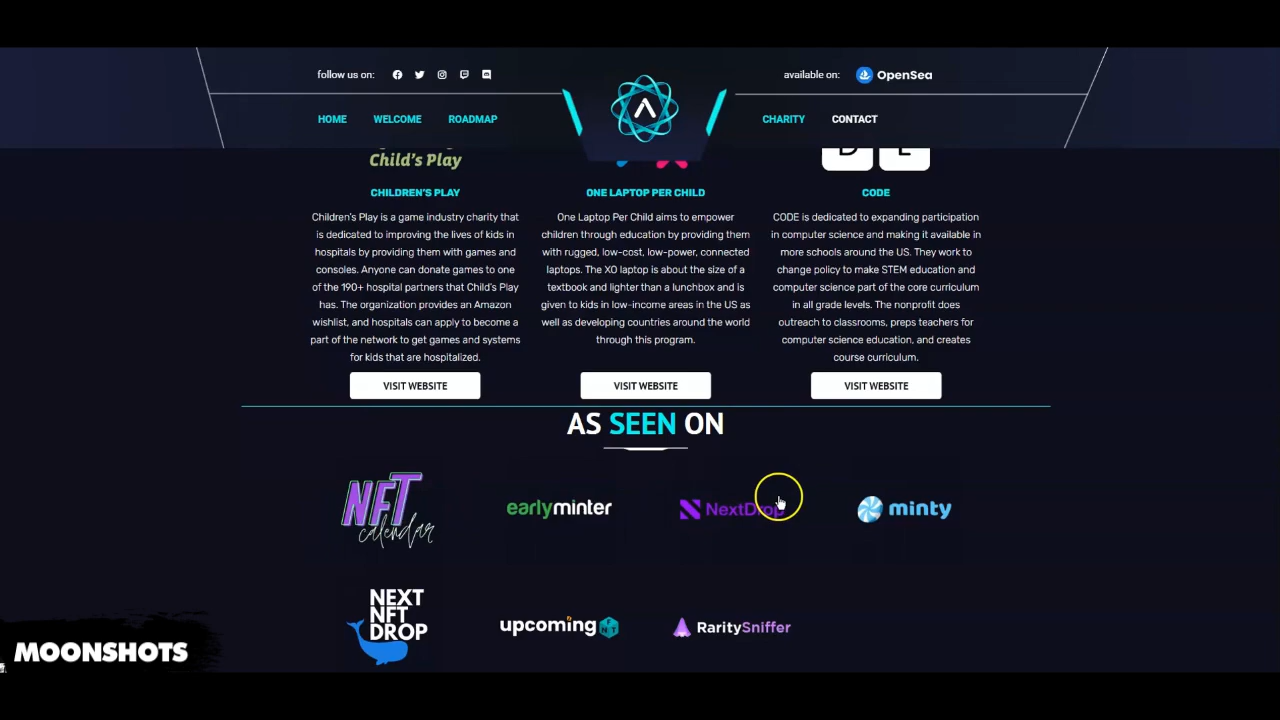 follow us on:
available on:
OpenSea
HOME
WELCOME
ROADMAP
CHARITY
CONTACT
Child's Play
CHILDREN'S PLAY
Children's Play is a game industry charity that
is dedicated to improving the lives of kids in
hospitals by providing them with games and
consoles. Anyone can donate games to one
of the 190+ hospital partners that Child's Play
has. The organization provides an Amazon
wishlist, and hospitals can apply to become a
part of the network to get games and systems
for kids that are hospitalized.
VISIT WEBSITE
ONE LAPTOP PER CHILD
One Laptop Per Child aims to empower
children through education by providing them
with rugged, low-cost, low-power, connected
laptops. The XO laptop is about the size of a
textbook and lighter than a lunchbox and is
given to kids in low-income areas in the US as
well as developing countries around the world
through this program.
VISIT WEBSITE
D E
CODE
CODE is dedicated to expanding participation
in computer science and making it available in
more schools around the US. They work to
change policy to make STEM education and
computer science part of the core curriculum
in all grade levels. The nonprofit does
outreach to classrooms, preps teachers for
computer science education, and creates
course curriculum.
VISIT WEBSITE
AS SEEN ON
NFT
calendar
earlyminter
NextDrop
minty
NEXT
NFT
DROP
upcoming
RaritySniffer
MOONSHOTS